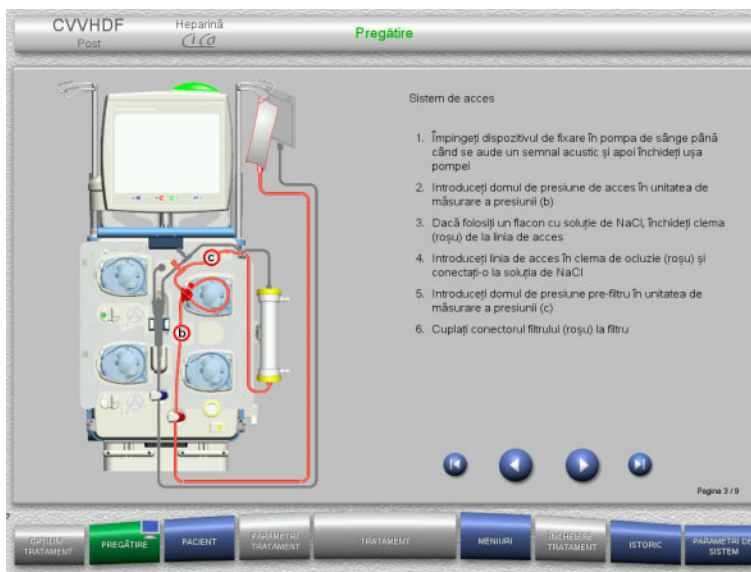 CVVHDF
Post
Heparină
Ci Ca
Pregătire
Sistem de acces
1. Împingeți dispozitivul de fixare în pompa de sânge până
când se aude un semnal acustic și apoi închideți ușa
pompei
2. Introduceți domul de presiune de acces în unitatea de
măsurare a presiunii (b)
3. Dacă folosiți un flacon cu soluție de NaCl, închideți clema
(roșu) de la linia de acces
4. Introduceți linia de acces în clema de ocluzie (roșu) și
conectați-o la soluția de NaCl
5. Introduceți domul de presiune pre-filtru în unitatea de
măsurare a presiunii (c)
6. Cuplați conectorul filtrului (roșu) la filtru
c
b
Pagina 3 / 9
OPȚIUNI
TRATAMENT
PREGĂTIRE
PACIENT
PARAMETRI
TRATAMENT
TRATAMENT
MENIURI
ÎNCHEIERE
TRATAMENT
ISTORIC
PARAMETRI DE
SISTEM